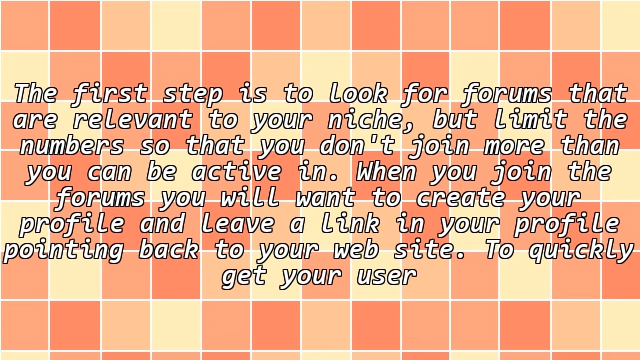 The first step is to look for forums that
are relevant to your niche, but limit the
numbers so that you don't join more than
you can be active in. When you join the
forums you will want to create your
profile and leave a link in your profile
pointing back to your web site. To quickly
get your user